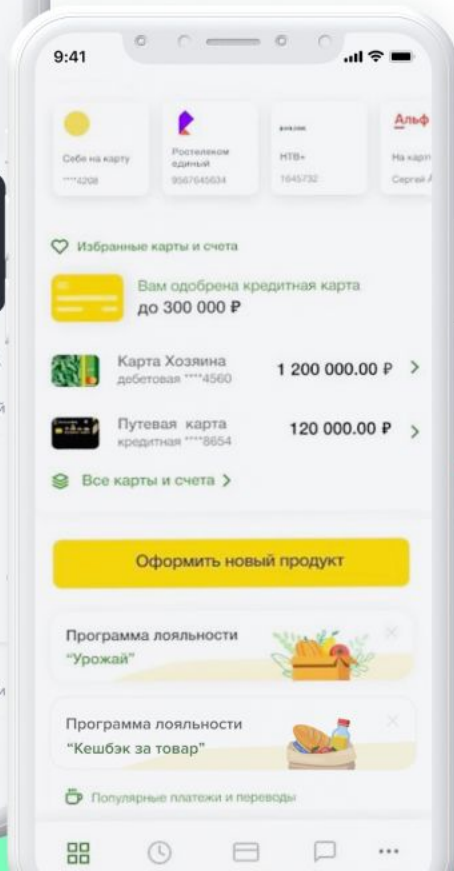 9:41
Себе на карту
****4208
Ростелеком
единый
9567645634
НТВ+
1645732
Альф
На карт
Сергей А
Избранные карты и счета
Вам одобрена кредитная карта
до 300 000 ₽
Карта Хозяина
дебетовая ****4560
1 200 000.00 ₽
Путевая карта
кредитная ****8654
120 000.00 ₽
Все карты и счета
Оформить новый продукт
Программа лояльности
“Урожай”
Программа лояльности
“Кешбэк за товар”
Популярные платежи и переводы